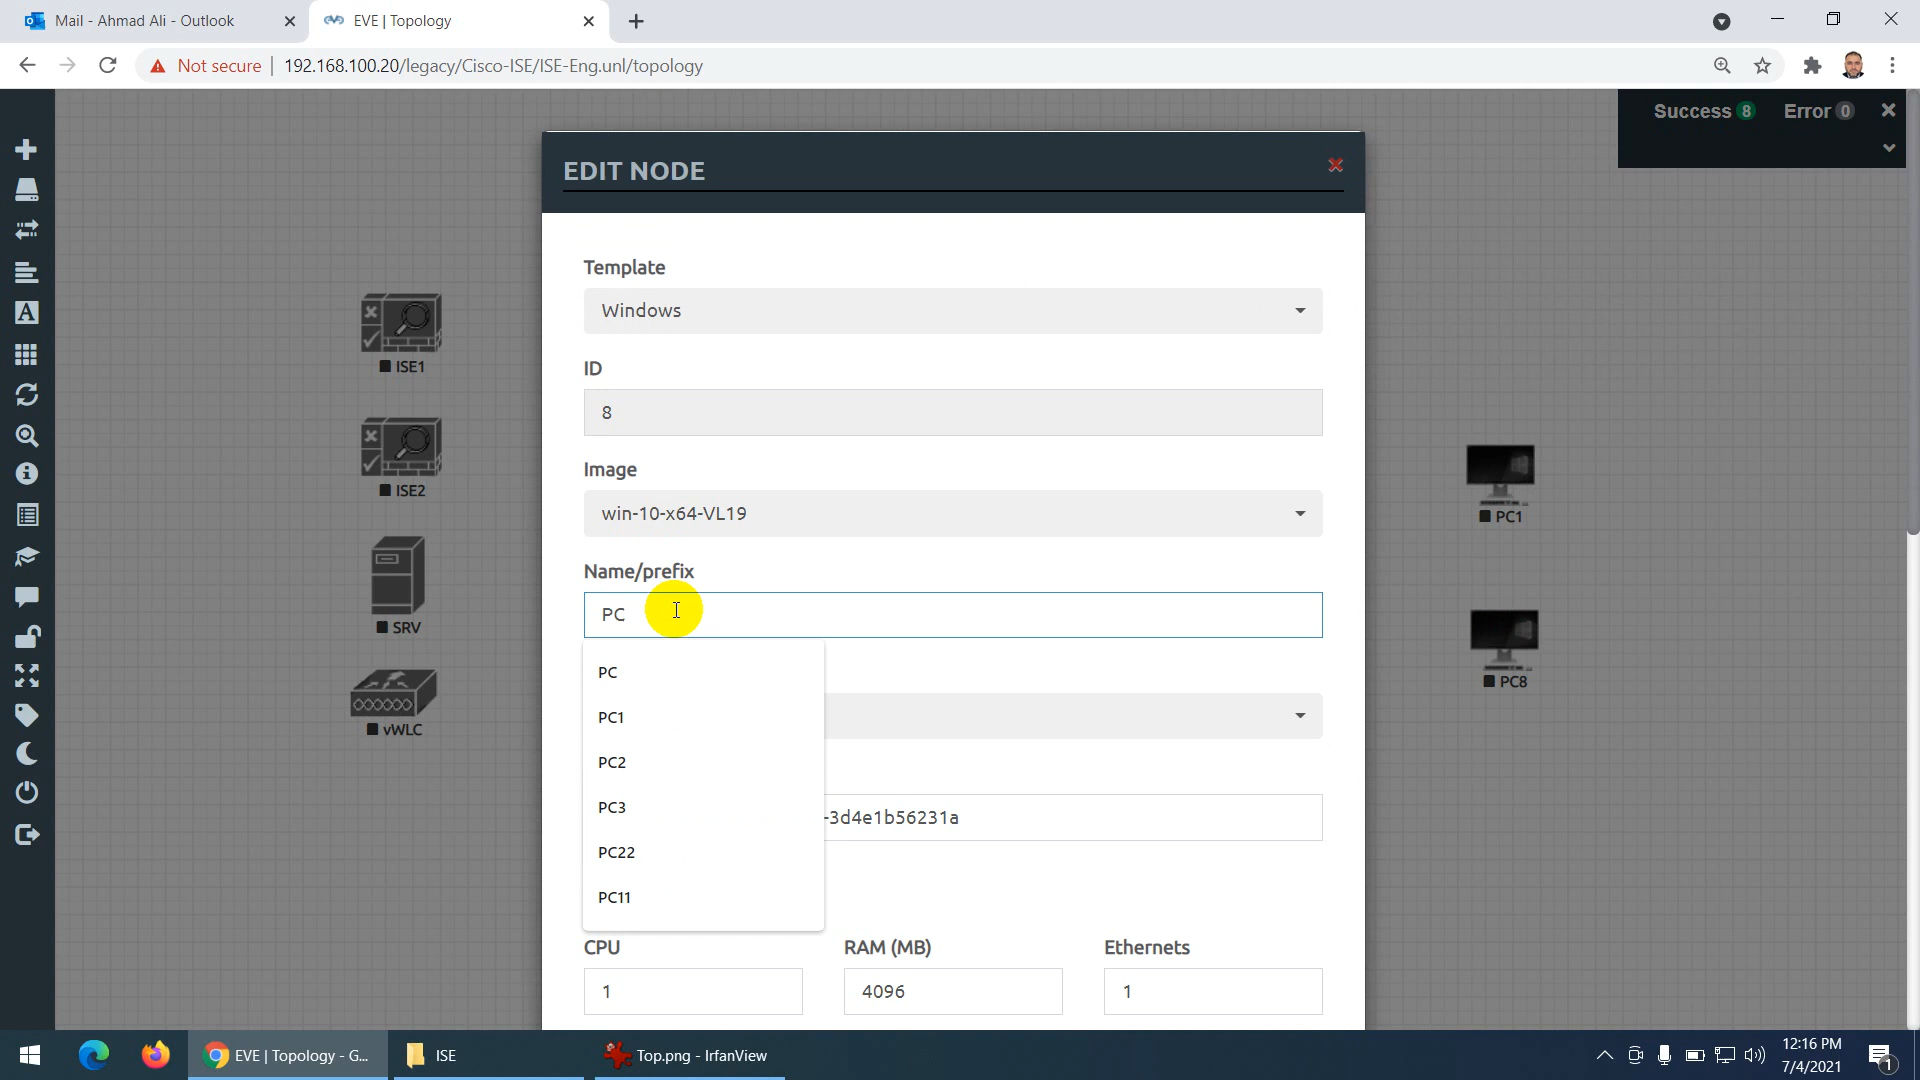 Mail - Ahmad Ali - Outlook
EVE | Topology
Not secure
192.168.100.20/legacy/Cisco-ISE/ISE-Eng.unl/topology
Success 8
Error 0
EDIT NODE
Template
Windows
ID
8
Image
win-10-x64-VL19
Name/prefix
PC
PC
PC1
PC2
PC3
PC22
PC11
-3d4e1b56231a
CPU
RAM (MB)
Ethernets
1
4096
1
ISE1
ISE2
SRV
vWLC
PC1
PC8
EVE | Topology - G...
ISE
Top.png - IrfanView
12:16 PM
7/4/2021
1